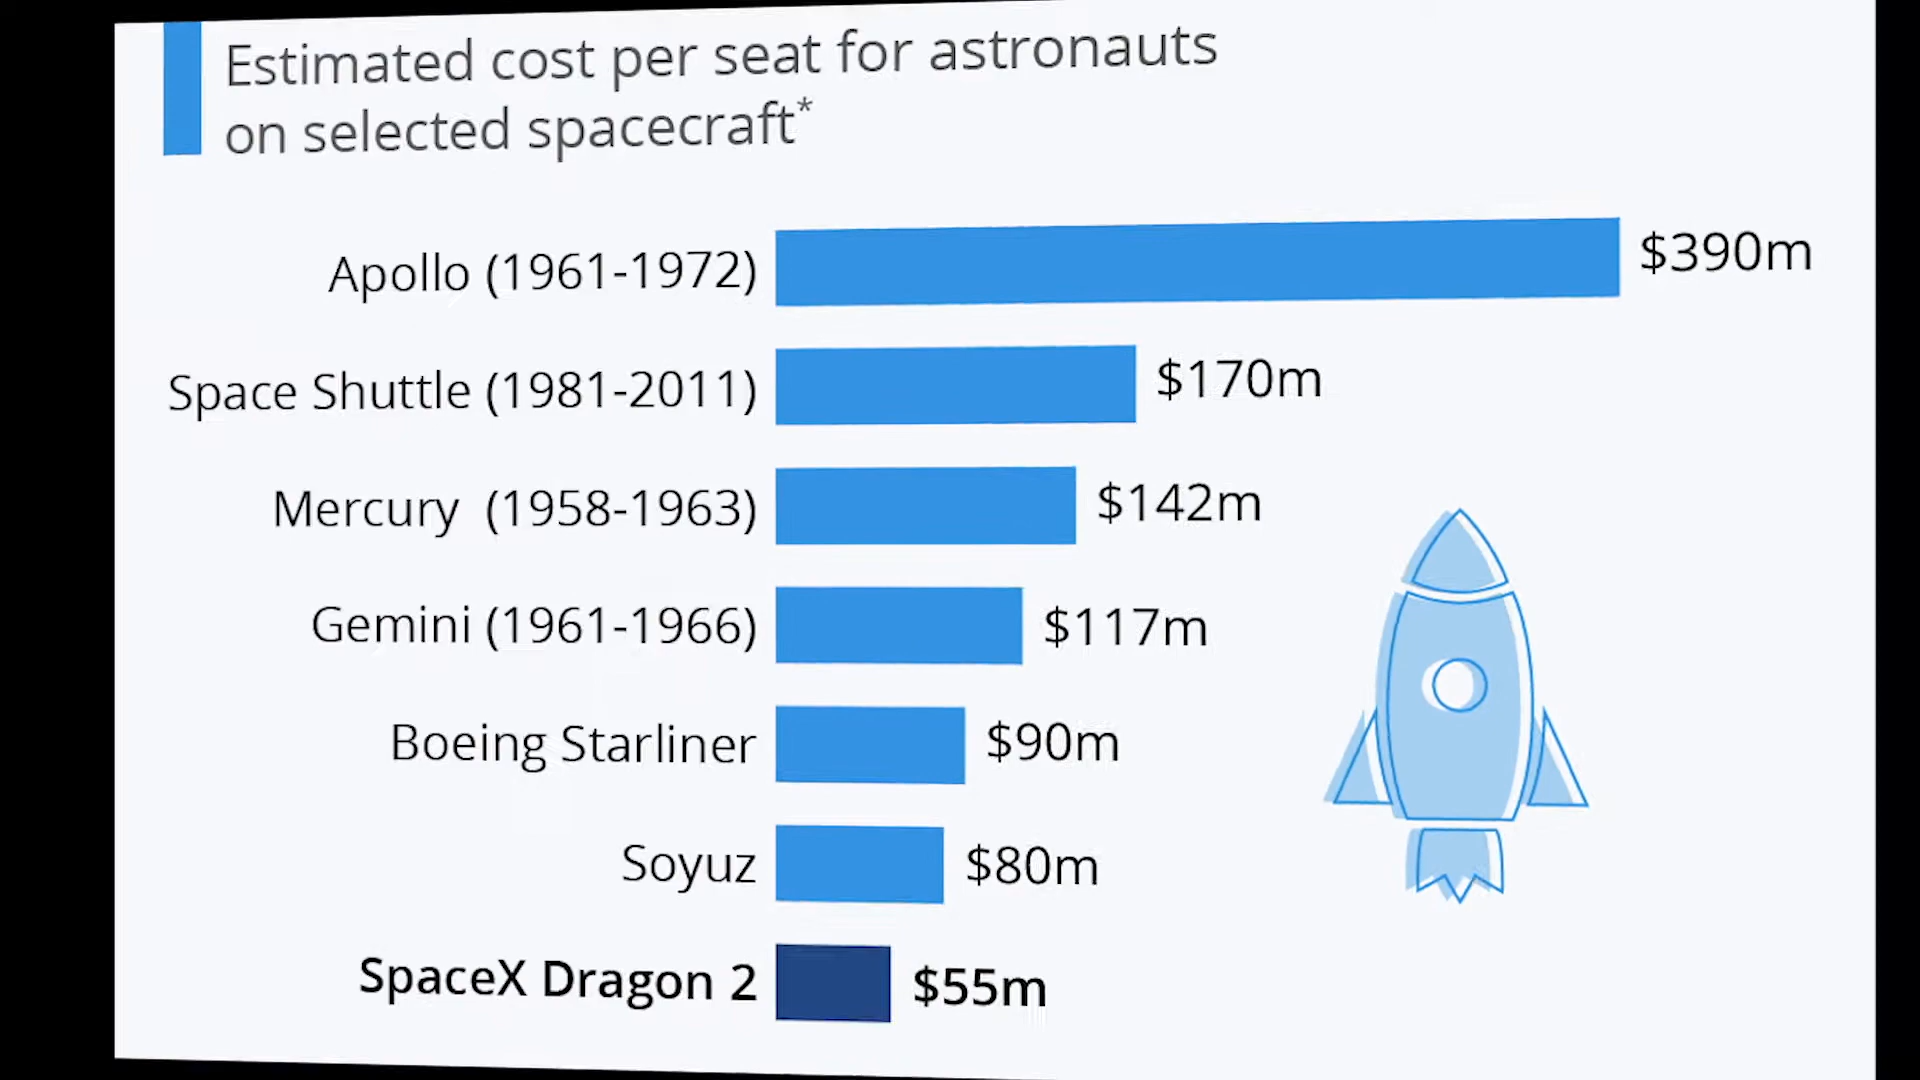 Estimated cost per seat for astronauts
on selected spacecraft*
Apollo (1961-1972) $390m
Space Shuttle (1981-2011) $170m
Mercury (1958-1963) $142m
Gemini (1961-1966) $117m
Boeing Starliner $90m
Soyuz $80m
SpaceX Dragon 2 $55m